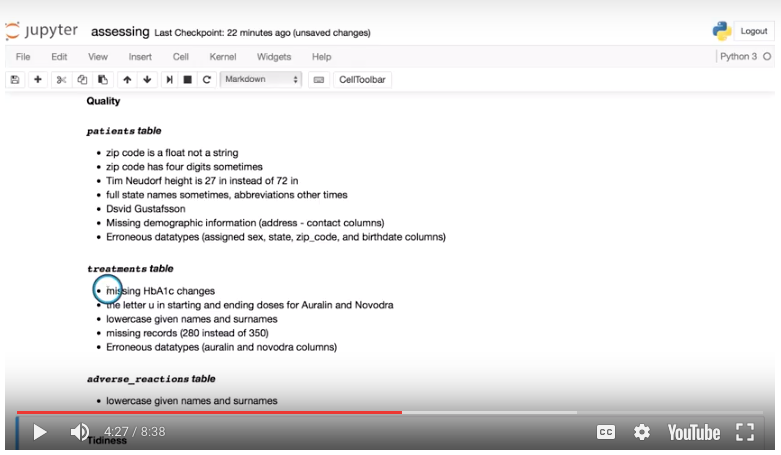 jupyter assessing Last Checkpoint: 22 minutes ago (unsaved changes) Logout
File Edit View Insert Cell Kernel Widgets Help Python 3
Markdown CellToolbar
Quality
patients table
zip code is a float not a string
zip code has four digits sometimes
Tim Neudorf height is 27 in instead of 72 in
full state names sometimes, abbreviations other times
Dsvid Gustafsson
Missing demographic information (address - contact columns)
Erroneous datatypes (assigned sex, state, zip_code, and birthdate columns)
treatments table
missing HbA1c changes
the letter u in starting and ending doses for Auralin and Novodra
lowercase given names and surnames
missing records (280 instead of 350)
Erroneous datatypes (auralin and novodra columns)
adverse_reactions table
lowercase given names and surnames
4:27 / 8:38 CC YouTube
Tidiness